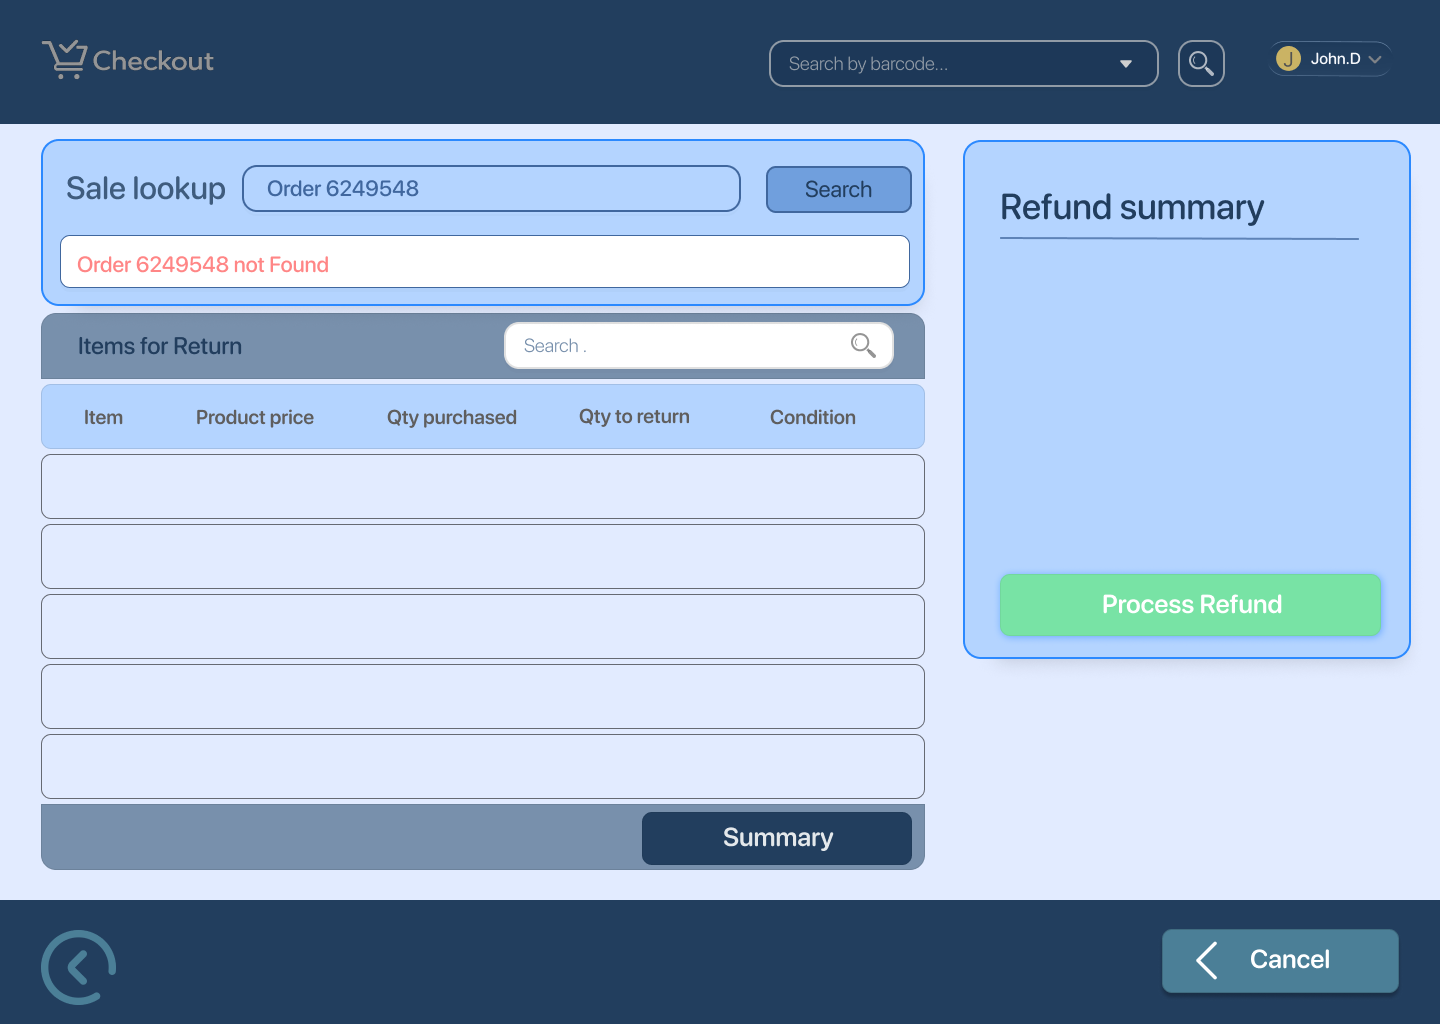 Checkout
Search by barcode...
J
John.D
Sale lookup
Order 6249548
Search
Order 6249548 not Found
Refund summary
Items for Return
Search .
Item
Product price
Qty purchased
Qty to return
Condition
Process Refund
Summary
Cancel